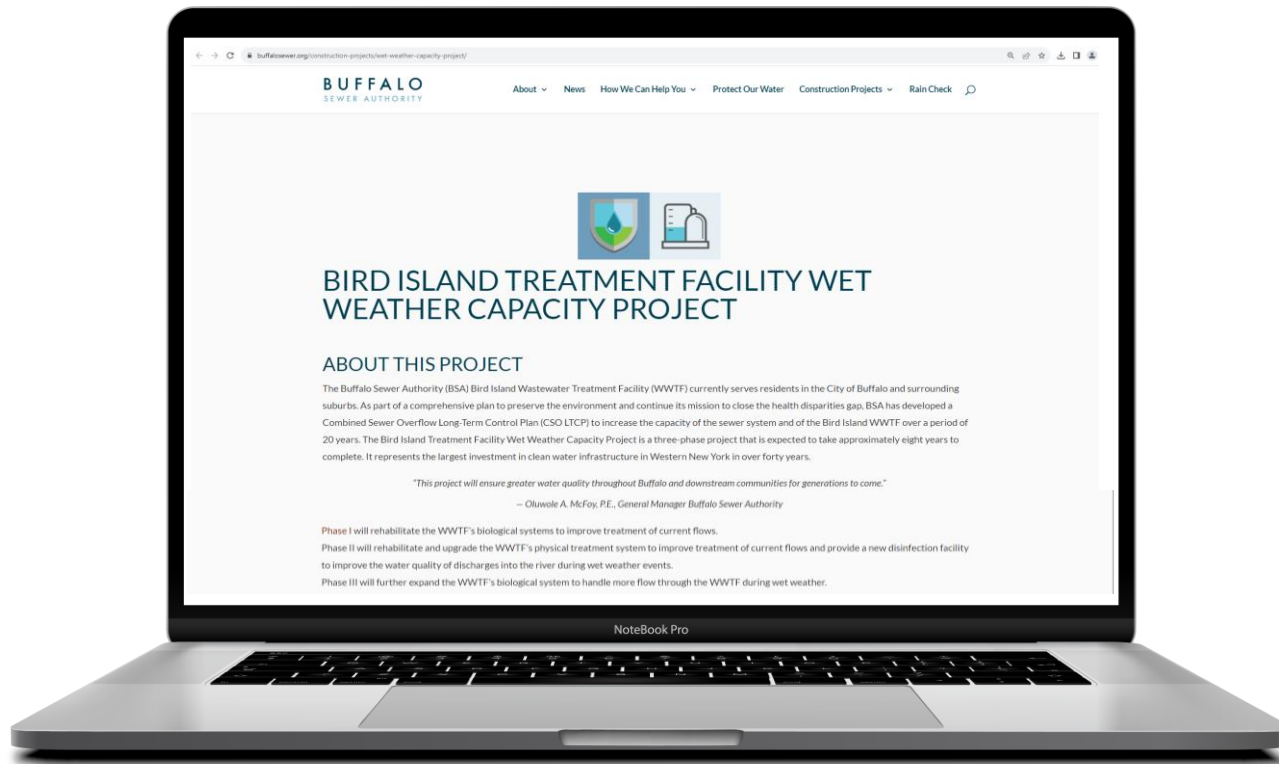 buffalosewer.org/construction-projects/wet-weather-capacity-project/
BUFFALO
SEWER AUTHORITY
About
News
How We Can Help You
Protect Our Water
Construction Projects
Rain Check
BIRD ISLAND TREATMENT FACILITY WET
WEATHER CAPACITY PROJECT
ABOUT THIS PROJECT
The Buffalo Sewer Authority (BSA) Bird Island Wastewater Treatment Facility (WWTF) currently serves residents in the City of Buffalo and surrounding
suburbs. As part of a comprehensive plan to preserve the environment and continue its mission to close the health disparities gap, BSA has developed a
Combined Sewer Overflow Long-Term Control Plan (CSO LTCP) to increase the capacity of the sewer system and of the Bird Island WWTF over a period of
20 years. The Bird Island Treatment Facility Wet Weather Capacity Project is a three-phase project that is expected to take approximately eight years to
complete. It represents the largest investment in clean water infrastructure in Western New York in over forty years.
"This project will ensure greater water quality throughout Buffalo and downstream communities for generations to come."
— Oluwole A. McFoy, P.E., General Manager Buffalo Sewer Authority
Phase I will rehabilitate the WWTF's biological systems to improve treatment of current flows.
Phase II will rehabilitate and upgrade the WWTF's physical treatment system to improve treatment of current flows and provide a new disinfection facility
to improve the water quality of discharges into the river during wet weather events.
Phase III will further expand the WWTF's biological system to handle more flow through the WWTF during wet weather.
NoteBook Pro